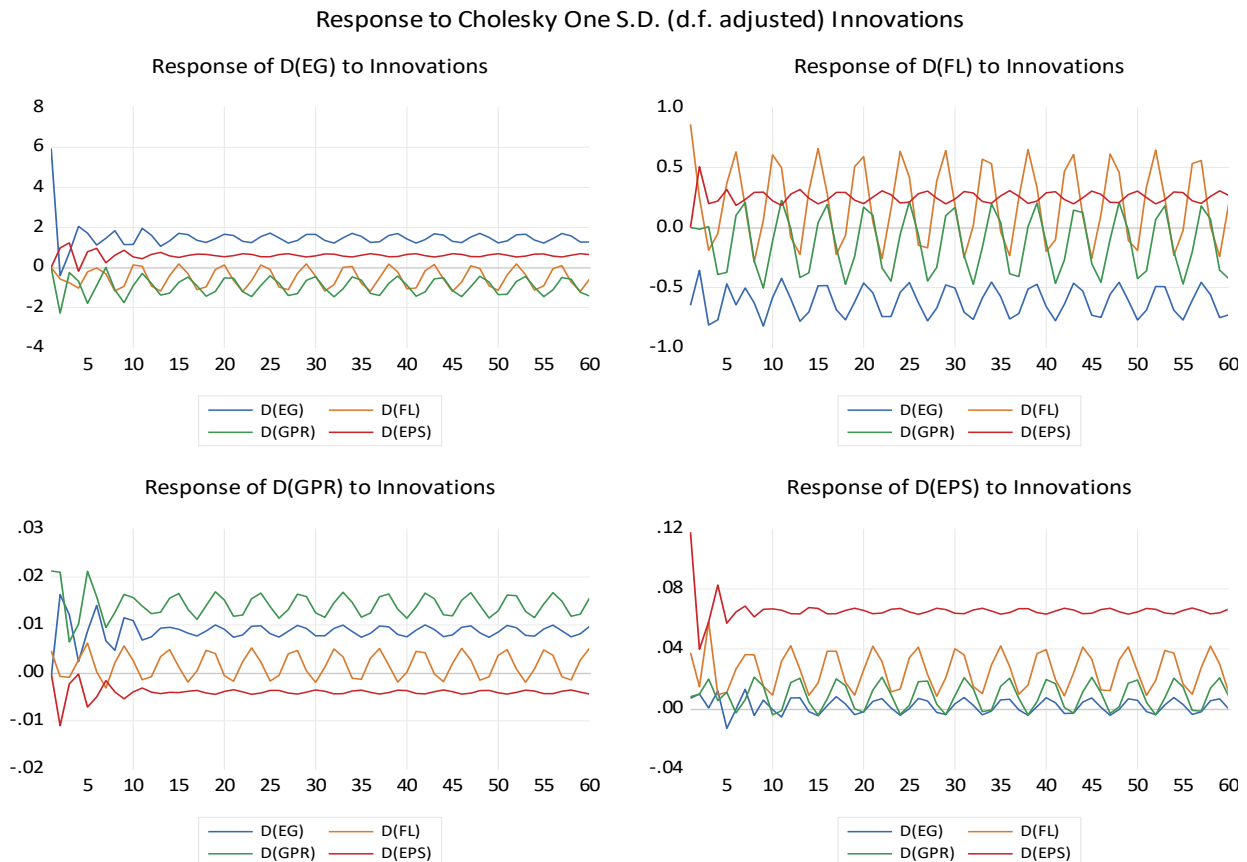 Response to Cholesky One S.D. (d.f. adjusted) Innovations
Response of D(EG) to Innovations
8
6
4
2
0
-2
-4
5 10 15 20 25 30 35 40 45 50 55 60
D(EG) D(FL)
D(GPR) D(EPS)
Response of D(FL) to Innovations
1.0
0.5
0.0
-0.5
-1.0
5 10 15 20 25 30 35 40 45 50 55 60
D(EG) D(FL)
D(GPR) D(EPS)
Response of D(GPR) to Innovations
.03
.02
.01
.00
-.01
-.02
5 10 15 20 25 30 35 40 45 50 55 60
D(EG) D(FL)
D(GPR) D(EPS)
Response of D(EPS) to Innovations
.12
.08
.04
.00
-.04
5 10 15 20 25 30 35 40 45 50 55 60
D(EG) D(FL)
D(GPR) D(EPS)